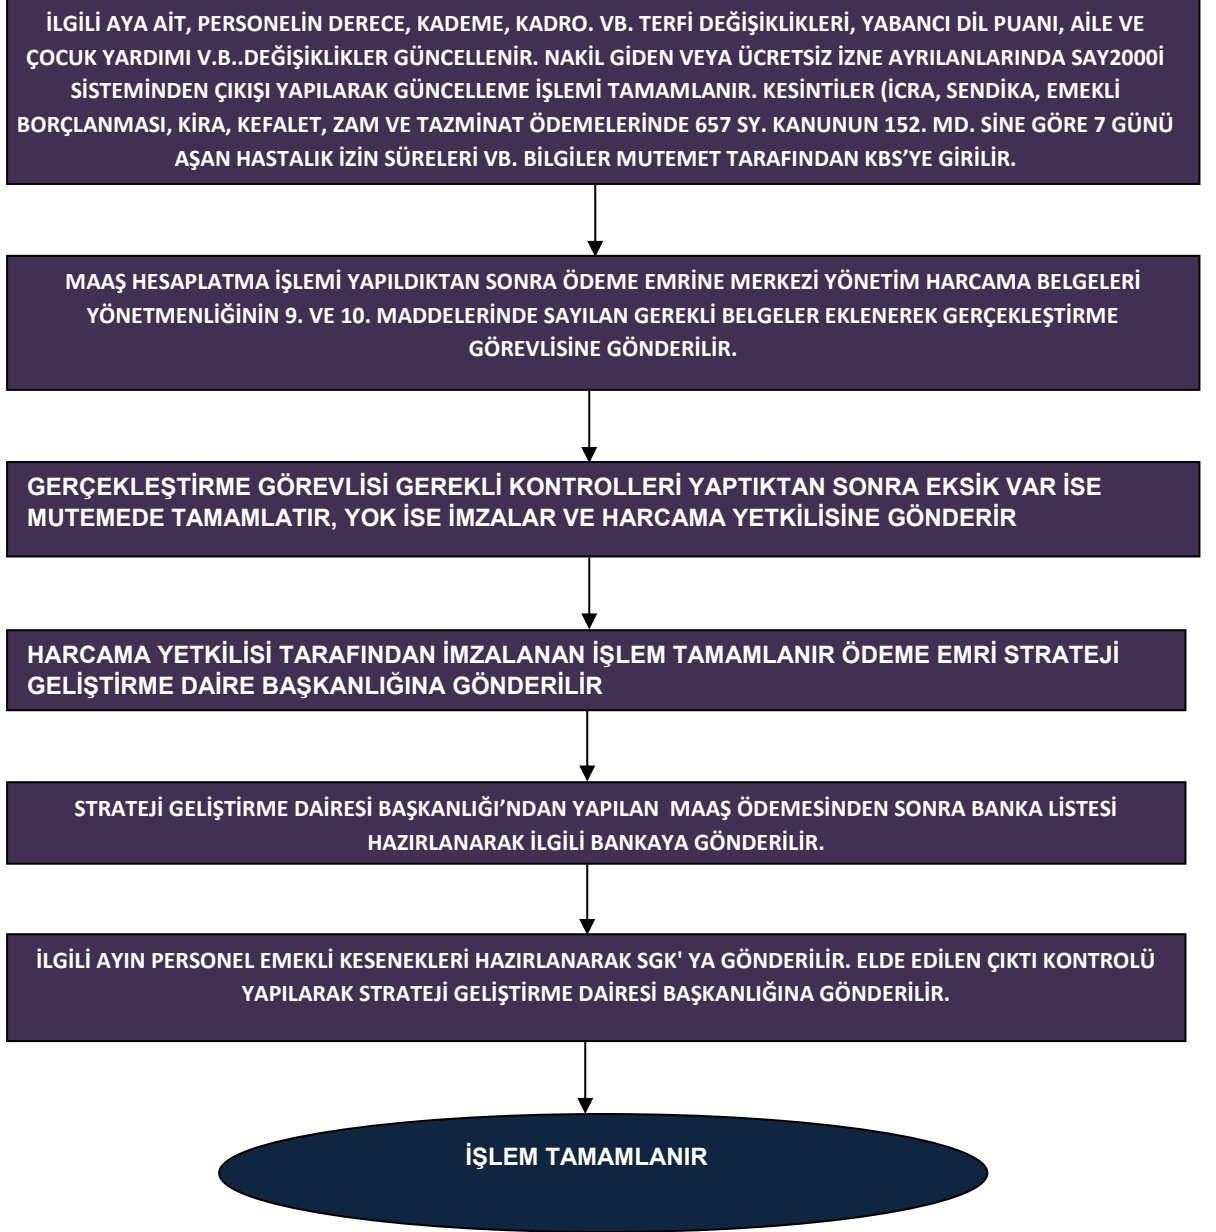 İLGİLİ AYA AİT, PERSONELİN DERECE, KADEME, KADRO. VB. TERFİ DEĞİŞİKLİKLERİ, YABANCI DİL PUANI, AİLE VE
ÇOCUK YARDIMI V.B..DEĞİŞİKLİKLER GÜNCELLENİR. NAKİL GİDEN VEYA ÜCRETSİZ İZNE AYRILANLARINDA SAY2000İ
SİSTEMİNDEN ÇIKIŞI YAPILARAK GÜNCELLEME İŞLEMİ TAMAMLANIR. KESİNTİLER (İCRA, SENDİKA, EMEKLİ
BORÇLANMASI, KİRA, KEFALET, ZAM VE TAZMİNAT ÖDEMELERİNDE 657 SY. KANUNUN 152. MD. SİNE GÖRE 7 GÜNÜ
AŞAN HASTALIK İZİN SÜRELERİ VB. BİLGİLER MUTEMET TARAFINDAN KBS'YE GİRİLİR.
MAAŞ HESAPLATMA İŞLEMİ YAPILDIKTAN SONRA ÖDEME EMRİNE MERKEZİ YÖNETİM HARCAMA BELGELERİ
YÖNETMENLİĞİNİN 9. VE 10. MADDELERİNDE SAYILAN GEREKLİ BELGELER EKLENEREK GERÇEKLEŞTİRME
GÖREVLİSİNE GÖNDERİLİR.
GERÇEKLEŞTİRME GÖREVLİSİ GEREKLİ KONTROLLERİ YAPTIKTAN SONRA EKSİK VAR İSE
MUTEMEDE TAMAMLATIR, YOK İSE İMZALAR VE HARCAMA YETKİLİSİNE GÖNDERİR
HARCAMA YETKİLİSİ TARAFINDAN İMZALANAN İŞLEM TAMAMLANIR ÖDEME EMRİ STRATEJİ
GELİŞTİRME DAİRE BAŞKANLIĞINA GÖNDERİLİR
STRATEJİ GELİŞTİRME DAİRESİ BAŞKANLIĞI'NDAN YAPILAN MAAŞ ÖDEMESİNDEN SONRA BANKA LİSTESİ
HAZIRLANARAK İLGİLİ BANKAYA GÖNDERİLİR.
İLGİLİ AYIN PERSONEL EMEKLİ KESENEKLERİ HAZIRLANARAK SGK' YA GÖNDERİLİR. ELDE EDİLEN ÇIKTI KONTROLÜ
YAPILARAK STRATEJİ GELİŞTİRME DAİRESİ BAŞKANLIĞINA GÖNDERİLİR.
İŞLEM TAMAMLANIR